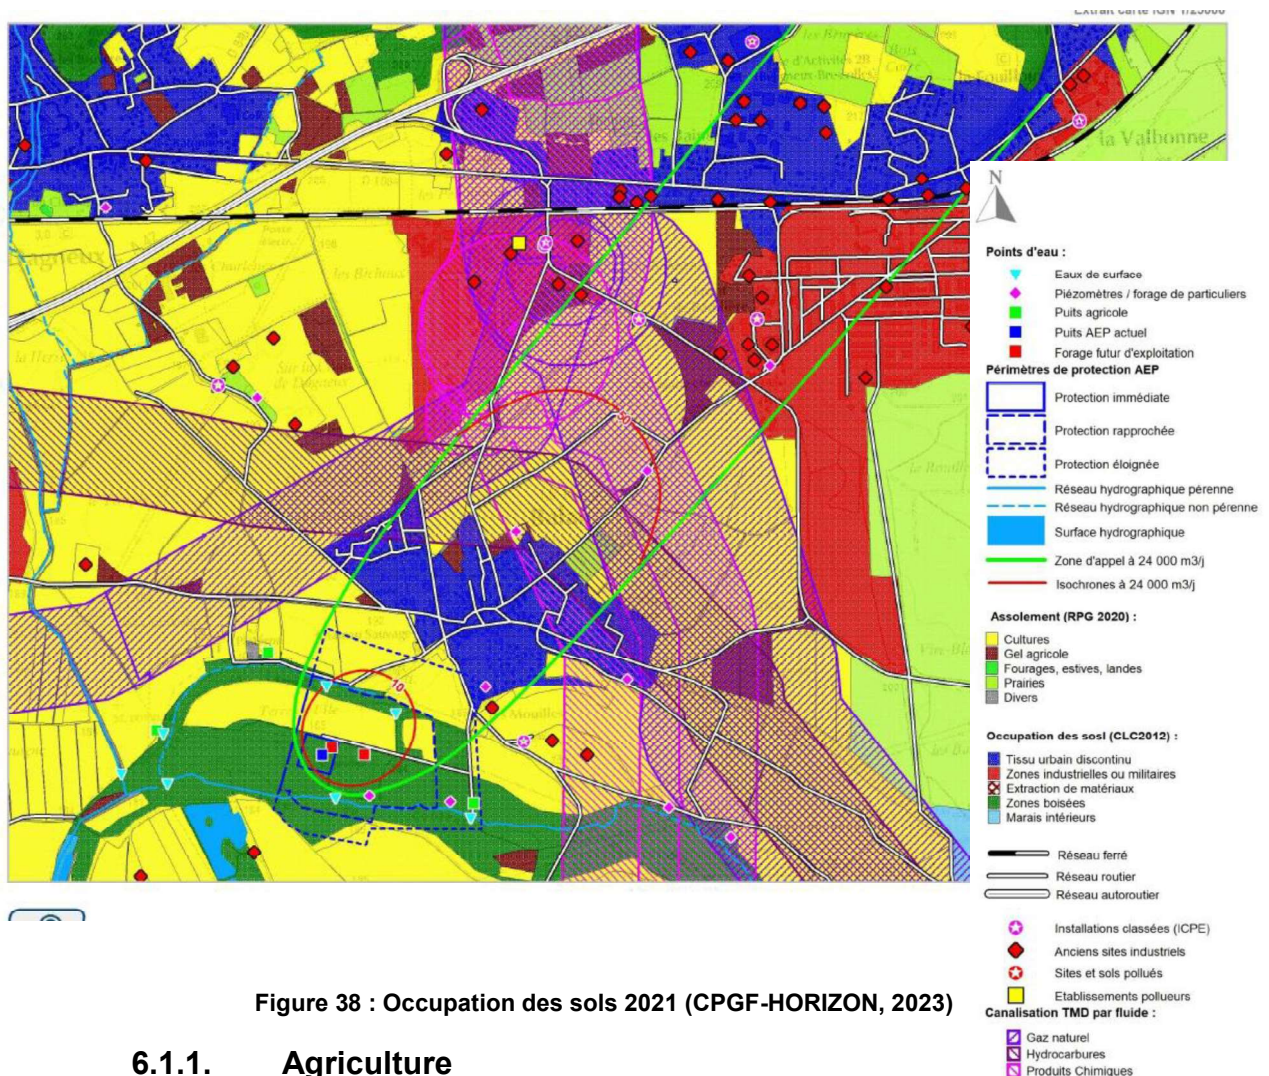 Extrait carte IGN 1/25000
la Valbonne
N
Points d'eau :
Eaux de surface
Piézomètres / forage de particuliers
Puits agricole
Puits AEP actuel
Forage futur d'exploitation
Périmètres de protection AEP
Protection immédiate
Protection rapprochée
Protection éloignée
Réseau hydrographique pérenne
Réseau hydrographique non pérenne
Surface hydrographique
Zone d'appel à 24 000 m3/j
Isochrones à 24 000 m3/j
Assolement (RPG 2020) :
Cultures
Gel agricole
Fourages, estives, landes
Prairies
Divers
Occupation des sosl (CLC2012) :
Tissu urbain discontinu
Zones industrielles ou militaires
Extraction de matériaux
Zones boisées
Marais intérieurs
Réseau ferré
Réseau routier
Réseau autoroutier
Installations classées (ICPE)
Anciens sites industriels
Sites et sols pollués
Etablissements pollueurs
Canalisation TMD par fluide :
Gaz naturel
Hydrocarbures
Produits Chimiques
50
10
Figure 38 : Occupation des sols 2021 (CPGF-HORIZON, 2023)
6.1.1. Agriculture